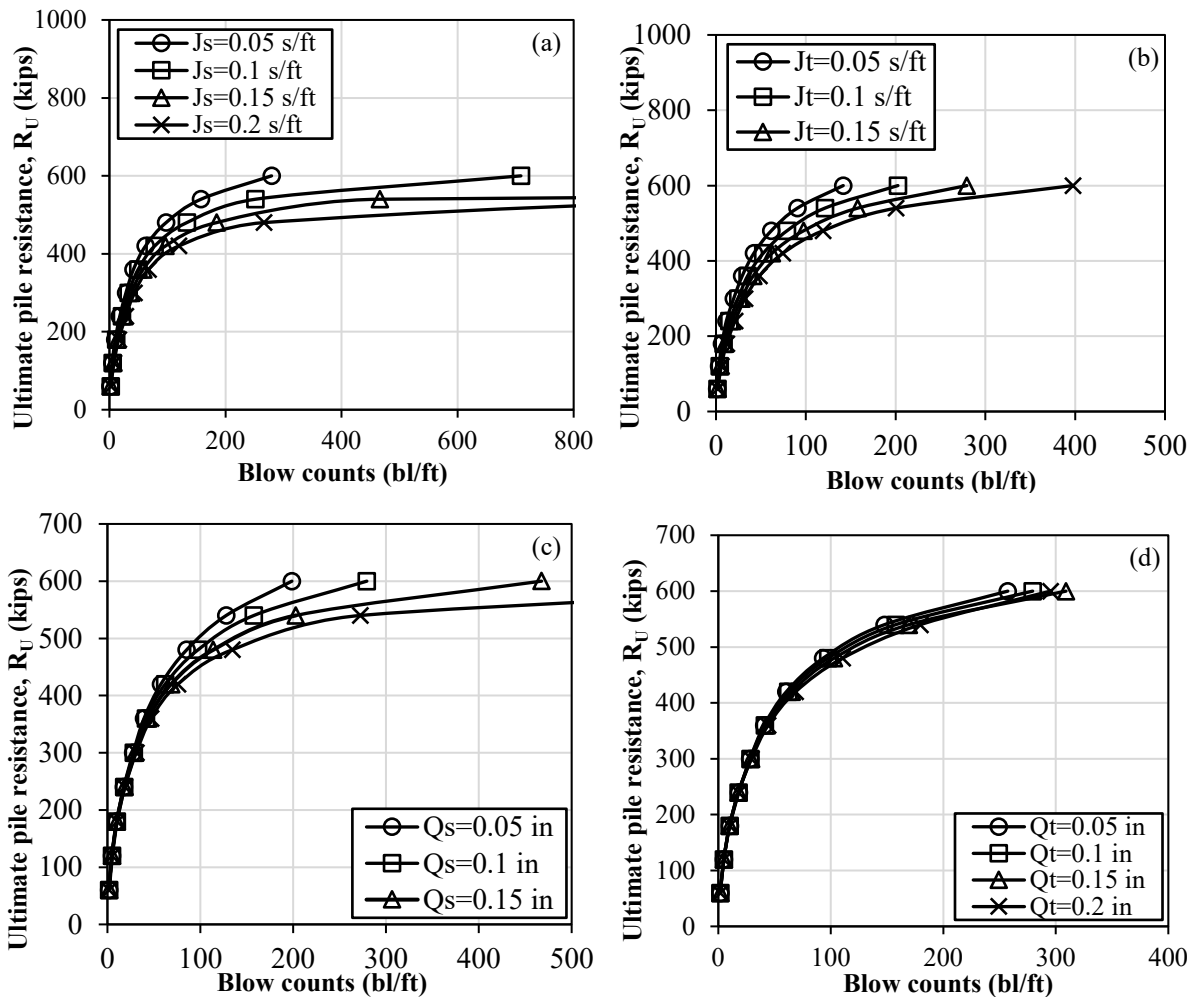 (a)
Js=0.05 s/ft
Js=0.1 s/ft
Js=0.15 s/ft
Js=0.2 s/ft
Ultimate pile resistance, RU (kips)
1000
800
600
400
200
0
0 200 400 600 800
Blow counts (bl/ft)
(b)
Jt=0.05 s/ft
Jt=0.1 s/ft
Jt=0.15 s/ft
Ultimate pile resistance, RU (kips)
1000
800
600
400
200
0
0 100 200 300 400 500
Blow counts (bl/ft)
(c)
Qs=0.05 in
Qs=0.1 in
Qs=0.15 in
Ultimate pile resistance, RU (kips)
700
600
500
400
300
200
100
0
0 100 200 300 400 500
Blow counts (bl/ft)
(d)
Qt=0.05 in
Qt=0.1 in
Qt=0.15 in
Qt=0.2 in
Ultimate pile resistance, RU (kips)
700
600
500
400
300
200
100
0
0 100 200 300 400
Blow counts (bl/ft)